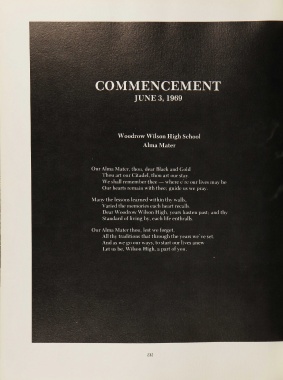 COMMENCEMENT
JUNE 3, 1969
Woodrow Wilson High School
Alma Mater
Our Alma Mater, thou, dear Black and Gold
Thou art our Citadel, thou art our stay.
We shall remember thee — where e'er our lives may be
Our hearts remain with thee; guide us we pray.
Many the lessons learned within thy walls,
Varied the memories each heart recalls.
Dear Woodrow Wilson High; years hasten past; and thy
Standard of living by, each life enthralls.
Our Alma Mater thou, lest we forget.
All thy traditions that through the years we've set.
And as we go our ways, to start our lives anew
Let us be, Wilson High, a part of you.